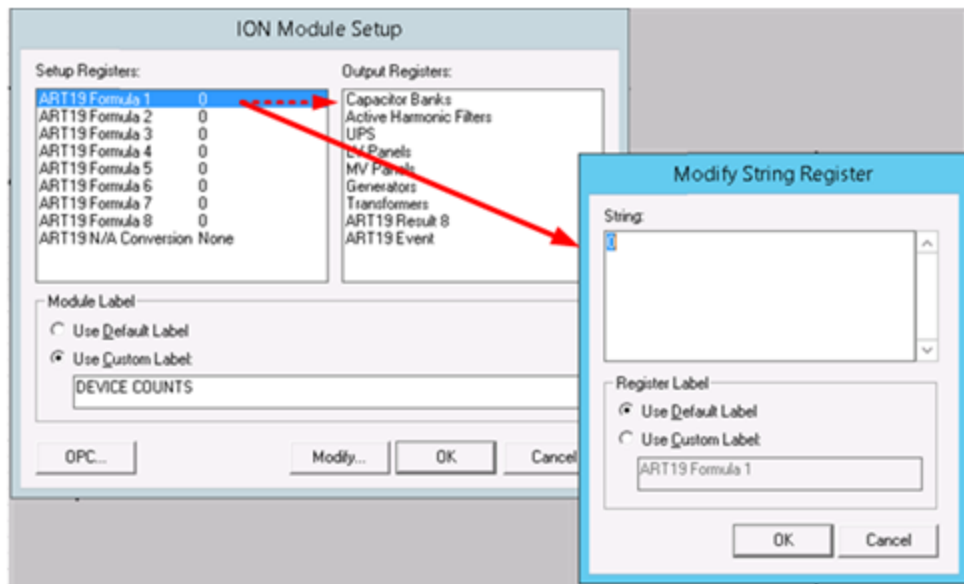 ION Module Setup
Setup Registers:
ART19 Formula 1 0
ART19 Formula 2 0
ART19 Formula 3 0
ART19 Formula 4 0
ART19 Formula 5 0
ART19 Formula 6 0
ART19 Formula 7 0
ART19 Formula 8 0
ART19 N/A Conversion None
Output Registers:
Capacitor Banks
Active Harmonic Filters
UPS
LV Panels
MV Panels
Generators
Transformers
ART19 Result 8
ART19 Event
Module Label
Use Default Label
Use Custom Label:
DEVICE COUNTS
OPC...
Modify...
OK
Cancel
Modify String Register
String:
0
Register Label
Use Default Label
Use Custom Label:
ART19 Formula 1
OK
Cancel